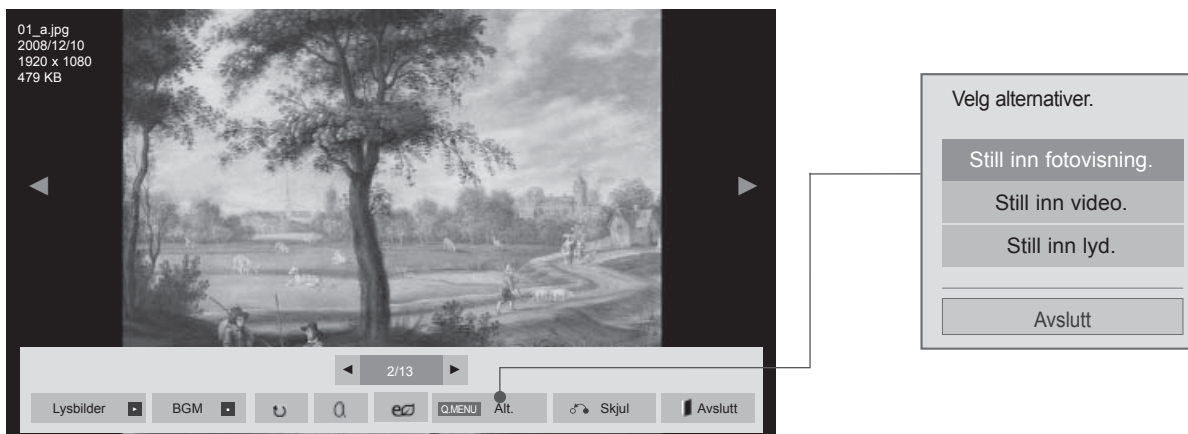 01_a.jpg
2008/12/10
1920 x 1080
479 KB
2/13
Lysbilder
BGM
Q.MENU Alt.
Skjul
Avslutt
Velg alternativer.
Still inn fotovisning.
Still inn video.
Still inn lyd.
Avslutt